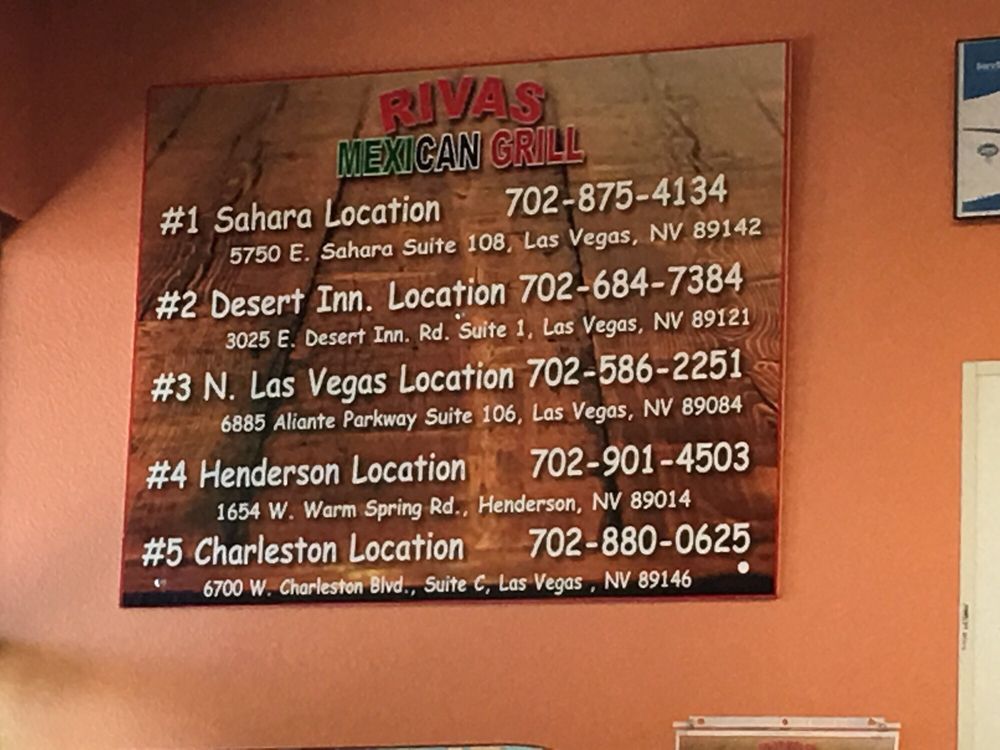 RIVAS
MEXICAN GRILL
#1 Sahara Location 702-875-4134
5750 E. Sahara Suite 108, Las Vegas, NV 89142
#2 Desert Inn. Location 702-684-7384
3025 E. Desert Inn. Rd. Suite 1, Las Vegas, NV 89121
#3 N. Las Vegas Location 702-586-2251
6885 Aliante Parkway Suite 106, Las Vegas, NV 89084
#4 Henderson Location 702-901-4503
1654 W. Warm Spring Rd., Henderson, NV 89014
#5 Charleston Location 702-880-0625
6700 W. Charleston Blvd., Suite C, Las Vegas , NV 89146